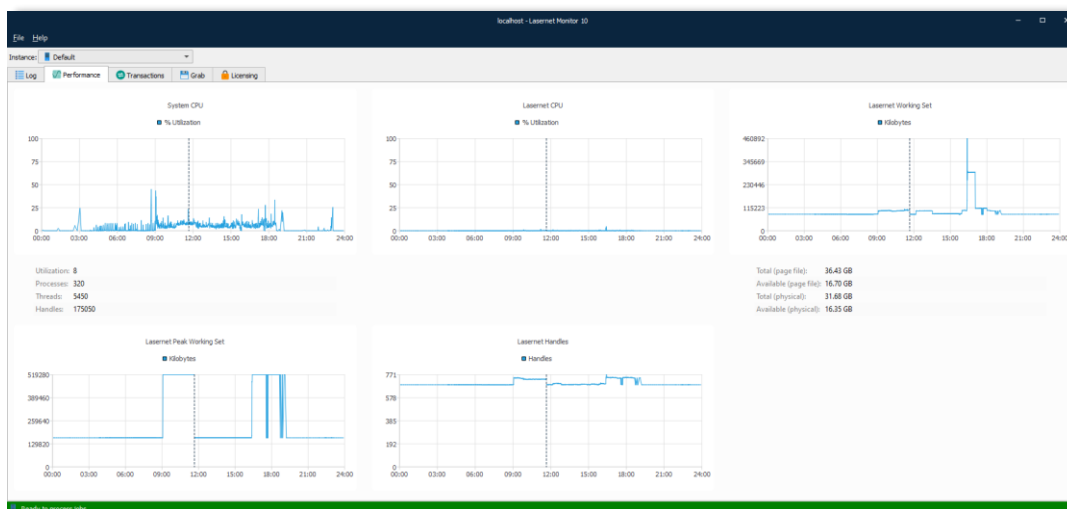 localhost - Lasernet Monitor 10
File Help
Instance: Default
Log Performance Transactions Grab Licensing
System CPU
% Utilization
100
75
50
25
0
00:00 03:00 06:00 09:00 12:00 15:00 18:00 21:00 24:00
Lasernet CPU
% Utilization
100
75
50
25
0
00:00 03:00 06:00 09:00 12:00 15:00 18:00 21:00 24:00
Lasernet Working Set
Kilobytes
460892
345669
230446
115223
0
00:00 03:00 06:00 09:00 12:00 15:00 18:00 21:00 24:00
Utilization: 8
Processes: 320
Threads: 5450
Handles: 175050
Total (page file): 36.43 GB
Available (page file): 16.70 GB
Total (physical): 31.68 GB
Available (physical): 16.35 GB
Lasernet Peak Working Set
Kilobytes
519280
389460
259640
129820
0
00:00 03:00 06:00 09:00 12:00 15:00 18:00 21:00 24:00
Lasernet Handles
Handles
771
578
385
192
0
00:00 03:00 06:00 09:00 12:00 15:00 18:00 21:00 24:00
Ready to process jobs